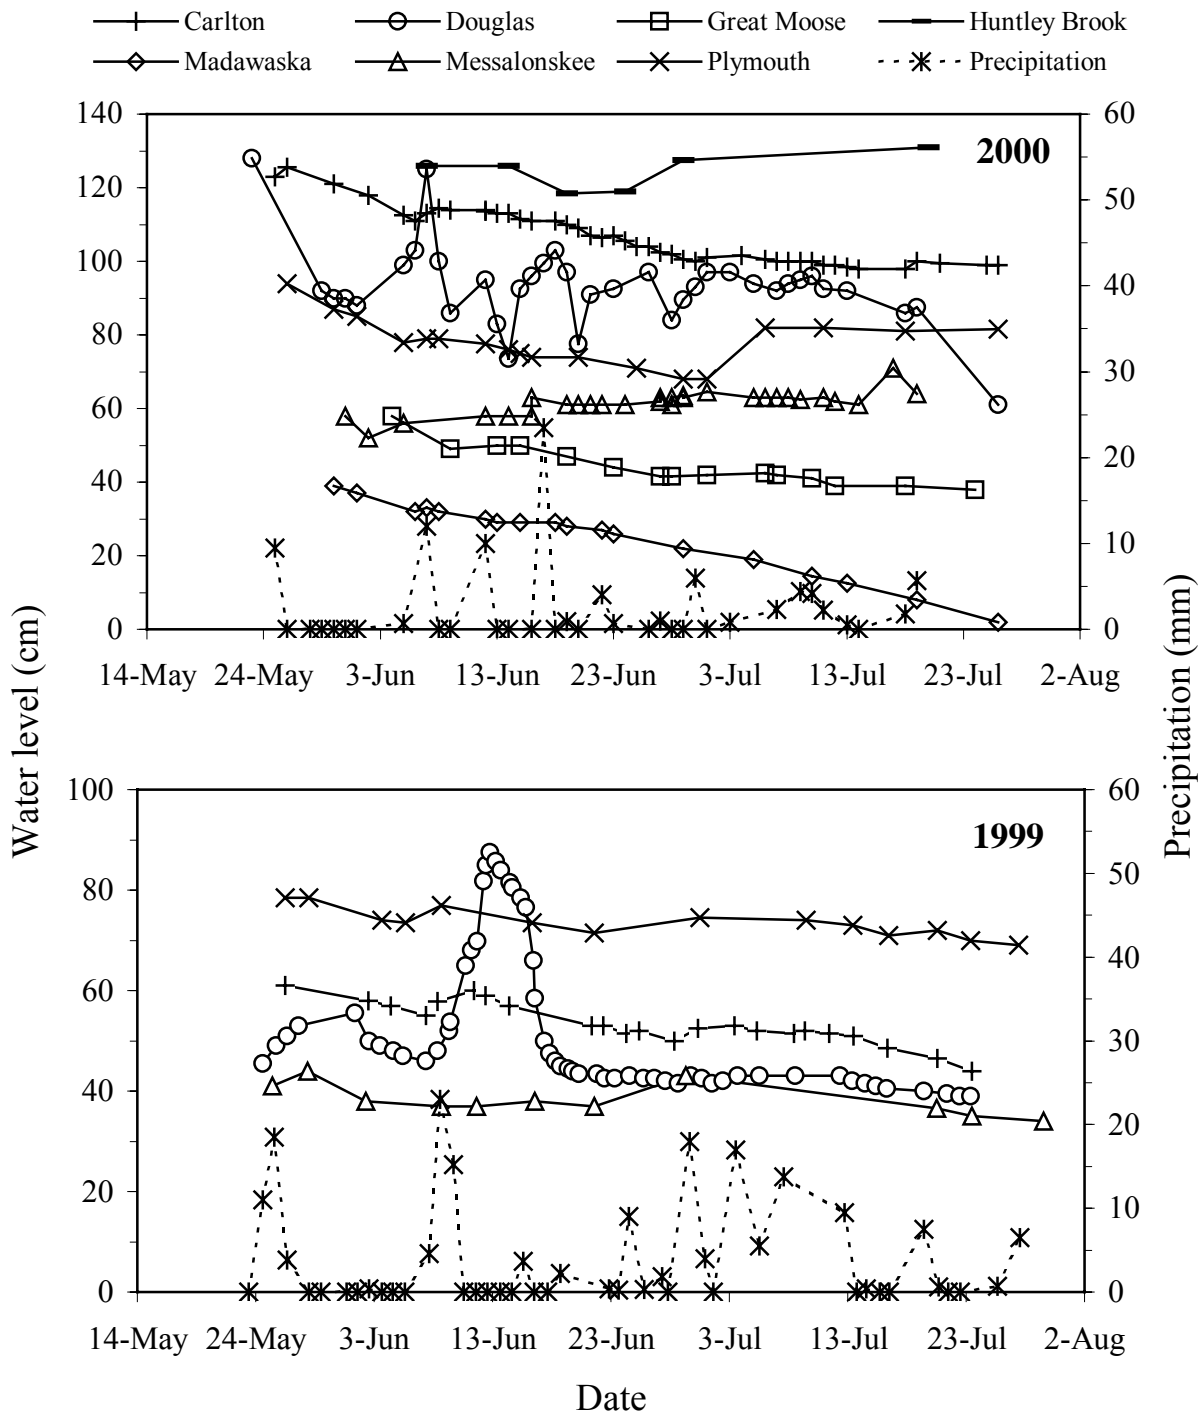 Carlton Douglas Great Moose Huntley Brook
Madawaska Messalonskee Plymouth Precipitation
140 60
120 50
100 40
80
60 30
40 20
20 10
0 0
2000
14-May 24-May 3-Jun 13-Jun 23-Jun 3-Jul 13-Jul 23-Jul 2-Aug
Water level (cm)
Precipitation (mm)
100 60
80 50
60 40
40 30
20 20
0 10
0
1999
14-May 24-May 3-Jun 13-Jun 23-Jun 3-Jul 13-Jul 23-Jul 2-Aug
Date